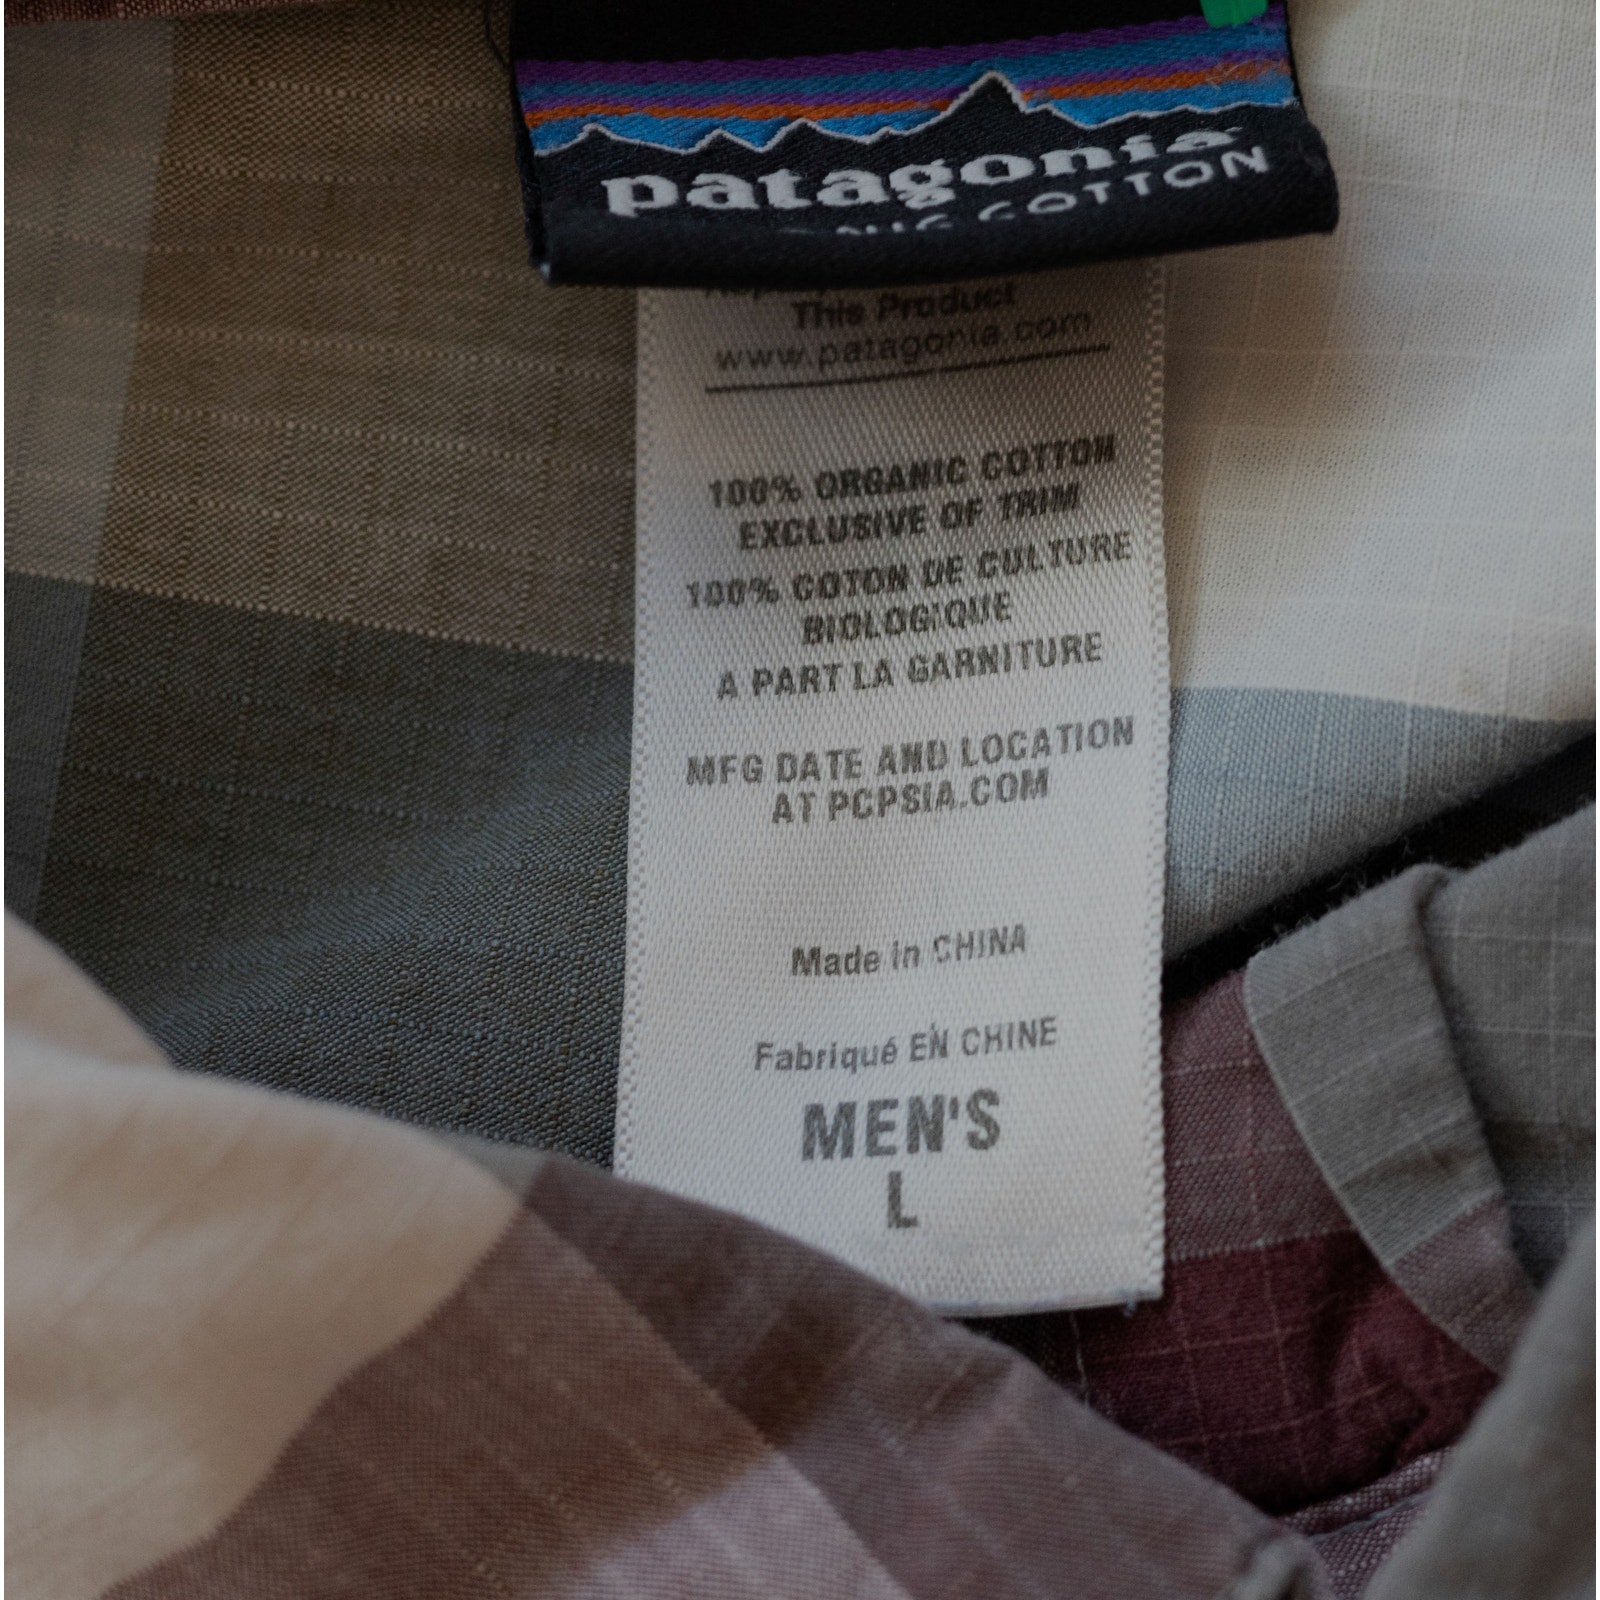 patagonia
COTTON
This Product
www.patagonia.com
100% ORGANIC COTTON
EXCLUSIVE OF TRIM
100% COTON DE CULTURE
BIOLOGIQUE
A PART LA GARNITURE
MFG DATE AND LOCATION
AT PCPSIA.COM
Made in CHINA
Fabriqué EN CHINE
MEN'S
L